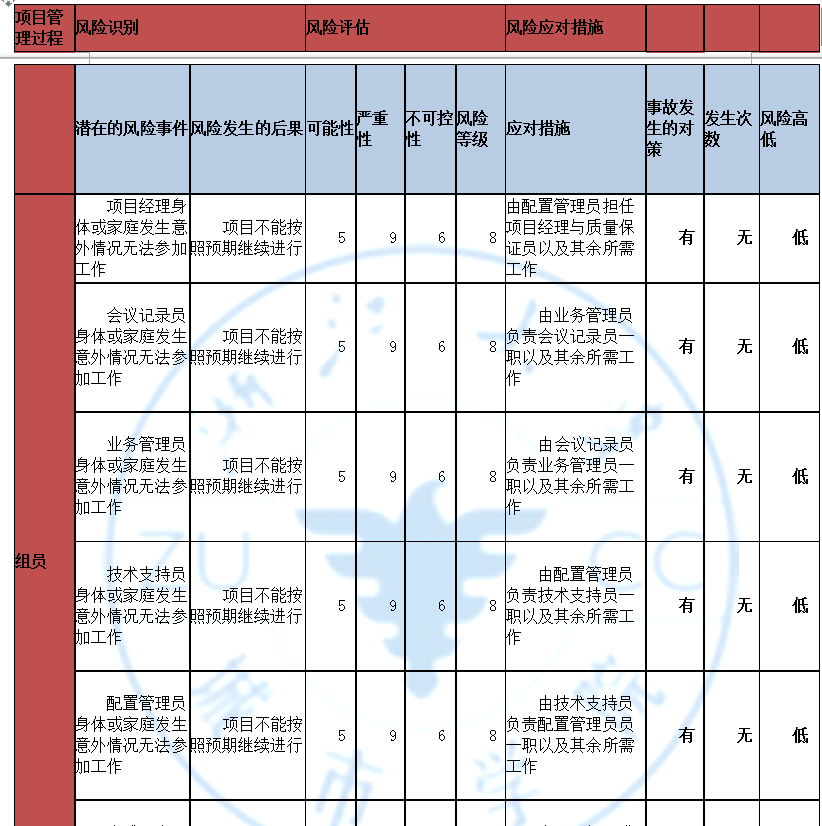 项目管
理过程
风险识别
风险评估
风险应对措施
潜在的风险事件
风险发生的后果
可能性
严重
性
不可控
性
风险
等级
应对措施
事故发
生的对
策
发生次
数
风险高
低
组员
项目经理身
体或家庭发生意
外情况无法参加
工作
项目不能按
照预期继续进行
5
9
6
8
由配置管理员担任
项目经理与质量保
证员以及其余所需
工作
有
无
低
会议记录员
身体或家庭发生
意外情况无法参
加工作
项目不能按
照预期继续进行
5
9
6
8
由业务管理员
负责会议记录员一
职以及其余所需工
作
有
无
低
业务管理员
身体或家庭发生
意外情况无法参
加工作
项目不能按
照预期继续进行
5
9
6
8
由会议记录员
负责业务管理员一
职以及其余所需工
作
有
无
低
技术支持员
身体或家庭发生
意外情况无法参
加工作
项目不能按
照预期继续进行
5
9
6
8
由配置管理员
负责技术支持员一
职以及其余所需工
作
有
无
低
配置管理员
身体或家庭发生
意外情况无法参
加工作
项目不能按
照预期继续进行
5
9
6
8
由技术支持员
负责配置管理员员
一职以及其余所需
工作
有
无
低
ZU
CC